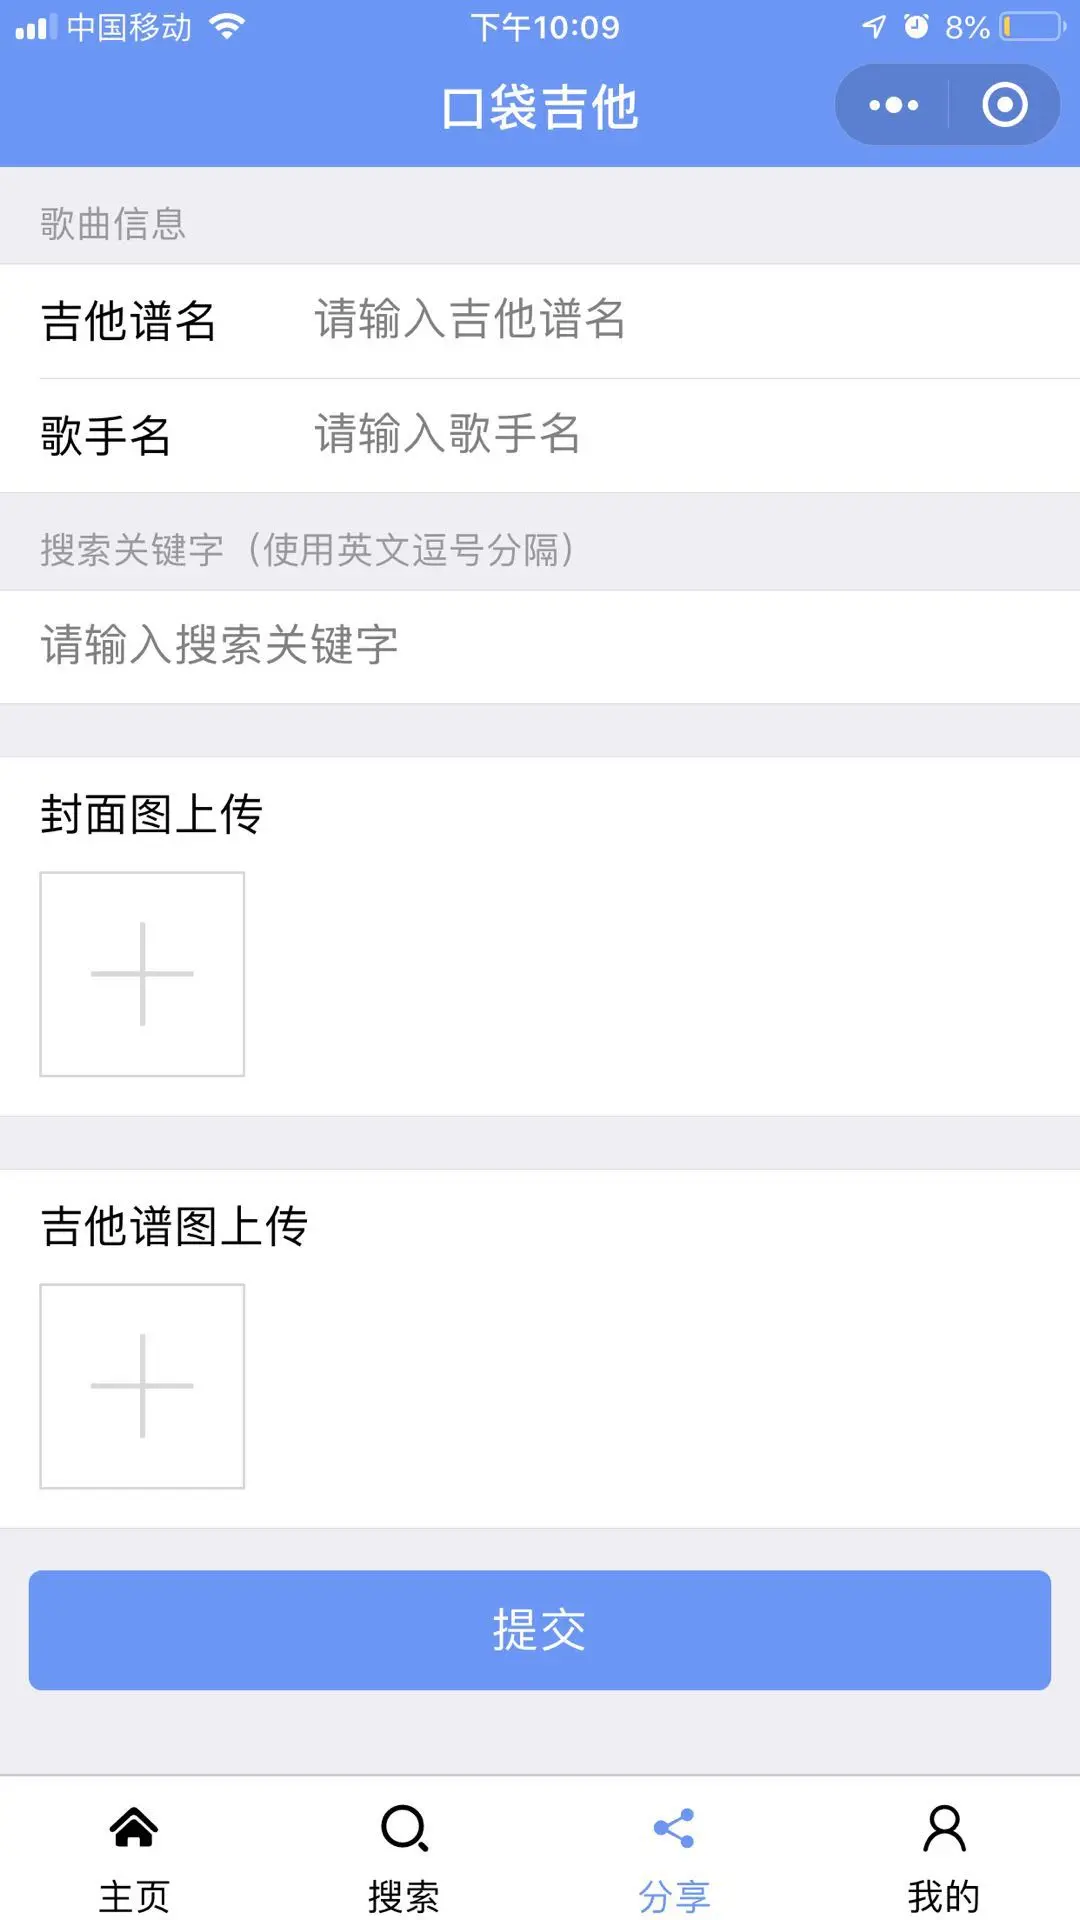 中国移动 下午10:09 8%
口袋吉他
歌曲信息
吉他谱名 请输入吉他谱名
歌手名 请输入歌手名
搜索关键字（使用英文逗号分隔）
请输入搜索关键字
封面图上传
吉他谱图上传
提交
主页 搜索 分享 我的